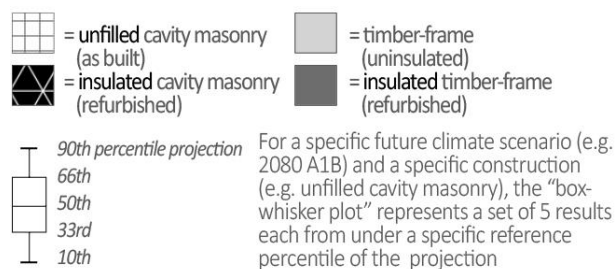 = unfilled cavity masonry
(as built)
= insulated cavity masonry
(refurbished)
= timber-frame
(uninsulated)
= insulated timber-frame
(refurbished)
90th percentile projection
66th
50th
33rd
10th
For a specific future climate scenario (e.g.
2080 A1B) and a specific construction
(e.g. unfilled cavity masonry), the “box-
whisker plot” represents a set of 5 results
each from under a specific reference
percentile of the projection